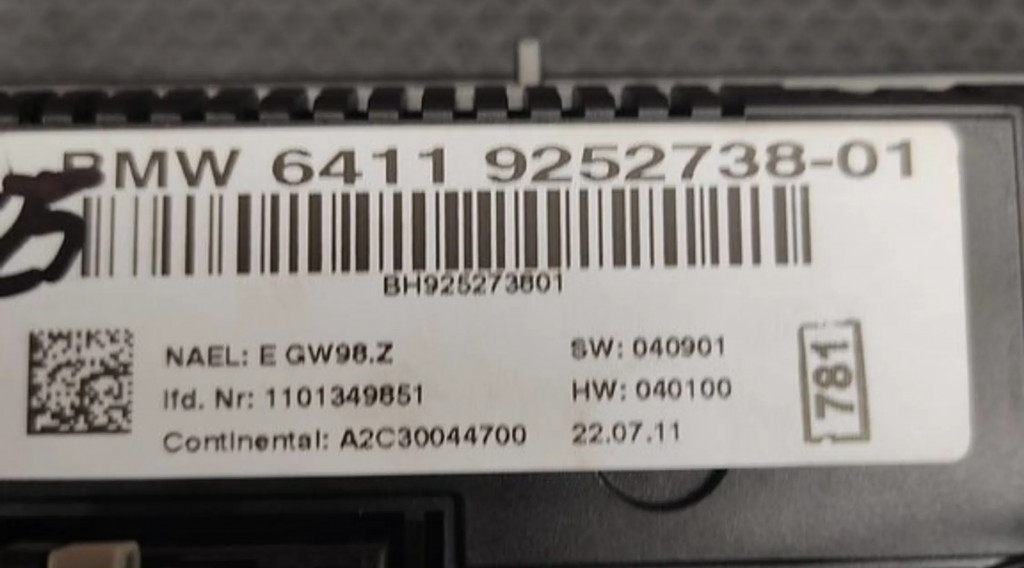 BMW 6411 9252738-01
BH925273801
NAEL: E GW98.Z
SW: 040901
lfd. Nr: 1101349851
HW: 040100
Continental: A2C30044700
22.07.11
781